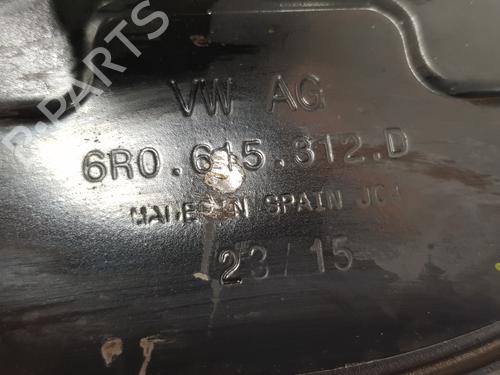 B-PARTS
VW AG
6R0.615.312.D
MADE IN SPAIN
23/15